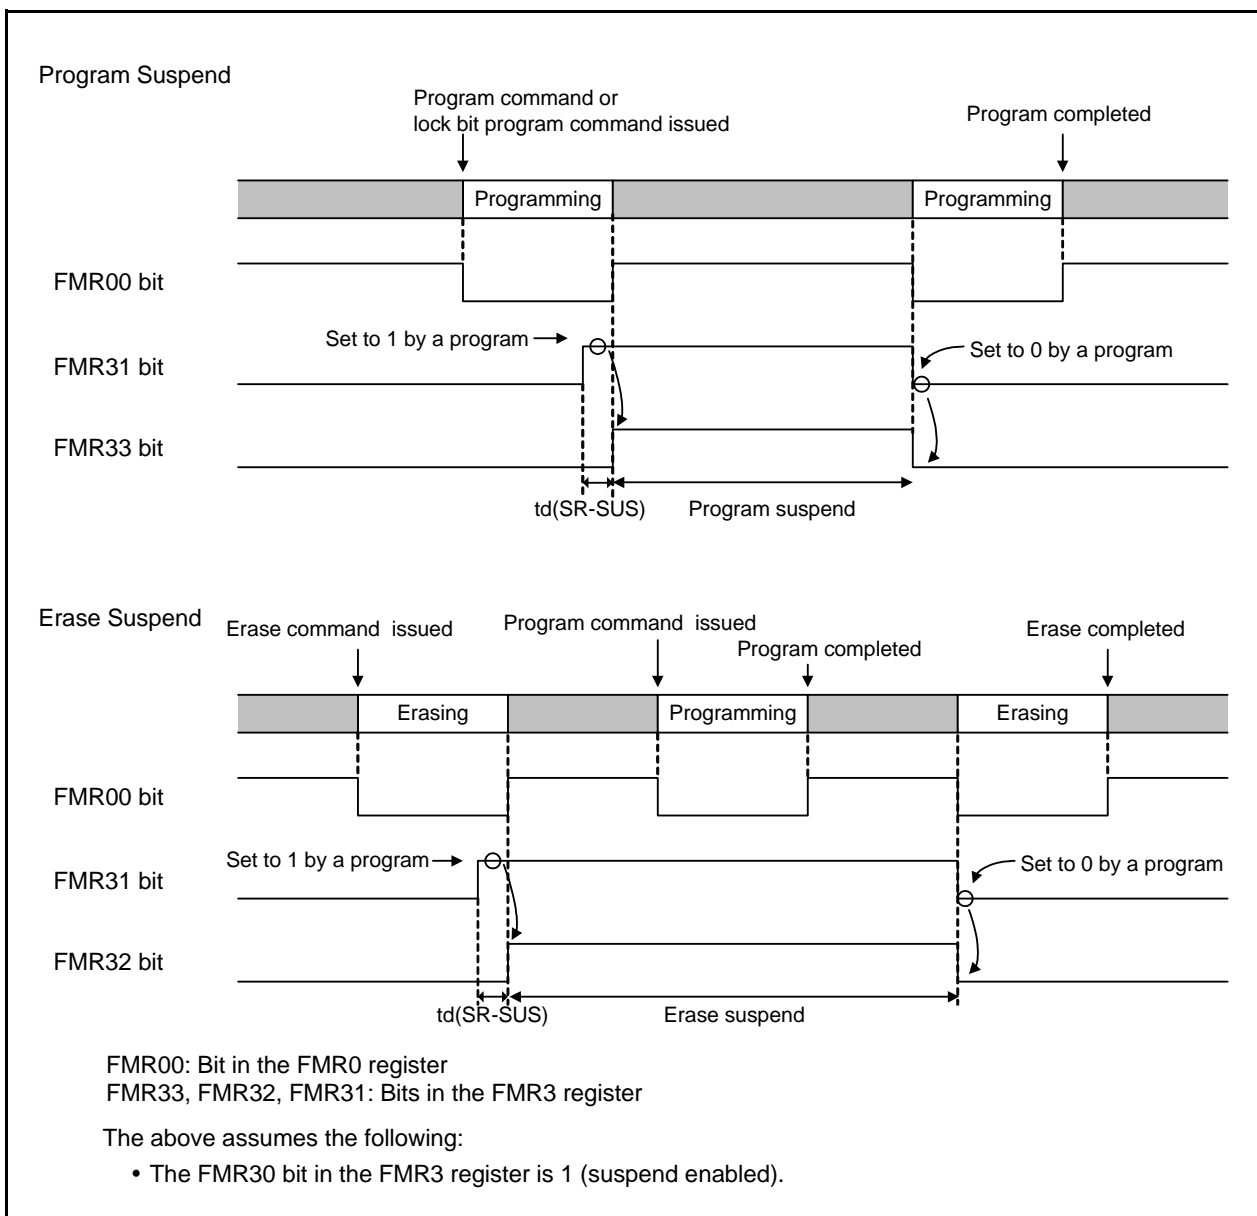 Program Suspend
Program command or
lock bit program command issued
Program completed
Programming
Programming
FMR00 bit
Set to 1 by a program
Set to 0 by a program
FMR31 bit
FMR33 bit
td(SR-SUS)
Program suspend
Erase Suspend
Erase command issued
Program command issued
Program completed
Erase completed
Erasing
Programming
Erasing
FMR00 bit
Set to 1 by a program
Set to 0 by a program
FMR31 bit
FMR32 bit
td(SR-SUS)
Erase suspend
FMR00: Bit in the FMR0 register
FMR33, FMR32, FMR31: Bits in the FMR3 register
The above assumes the following:
• The FMR30 bit in the FMR3 register is 1 (suspend enabled).